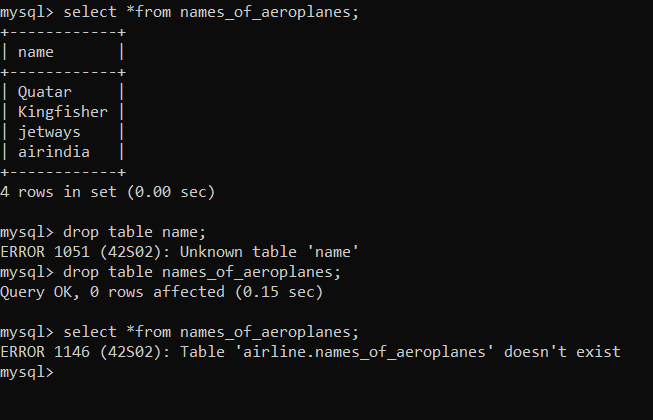 mysql> select *from names_of_aeroplanes;
+------------+
| name       |
+------------+
| Quatar     |
| Kingfisher |
| jetways    |
| airindia   |
+------------+
4 rows in set (0.00 sec)
mysql> drop table name;
ERROR 1051 (42S02): Unknown table 'name'
mysql> drop table names_of_aeroplanes;
Query OK, 0 rows affected (0.15 sec)
mysql> select *from names_of_aeroplanes;
ERROR 1146 (42S02): Table 'airline.names_of_aeroplanes' doesn't exist
mysql>